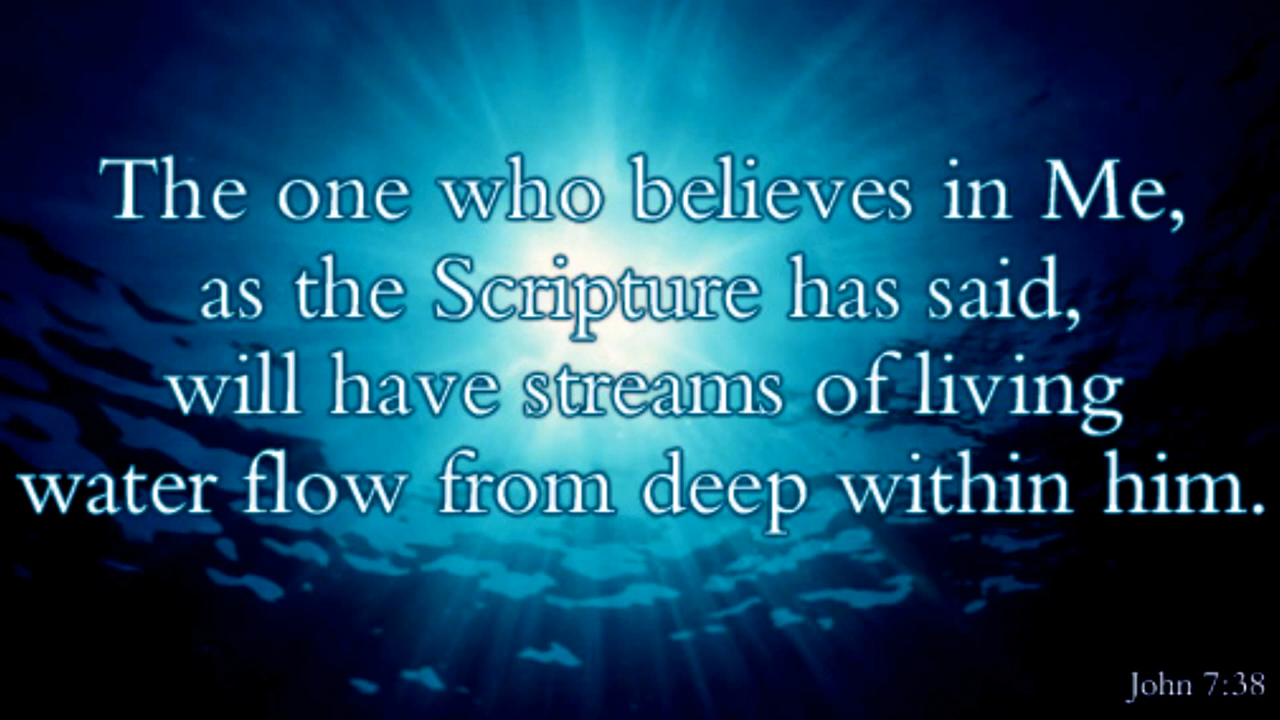 The one who believes in Me,
as the Scripture has said,
will have streams of living
water flow from deep within him.
John 7:38